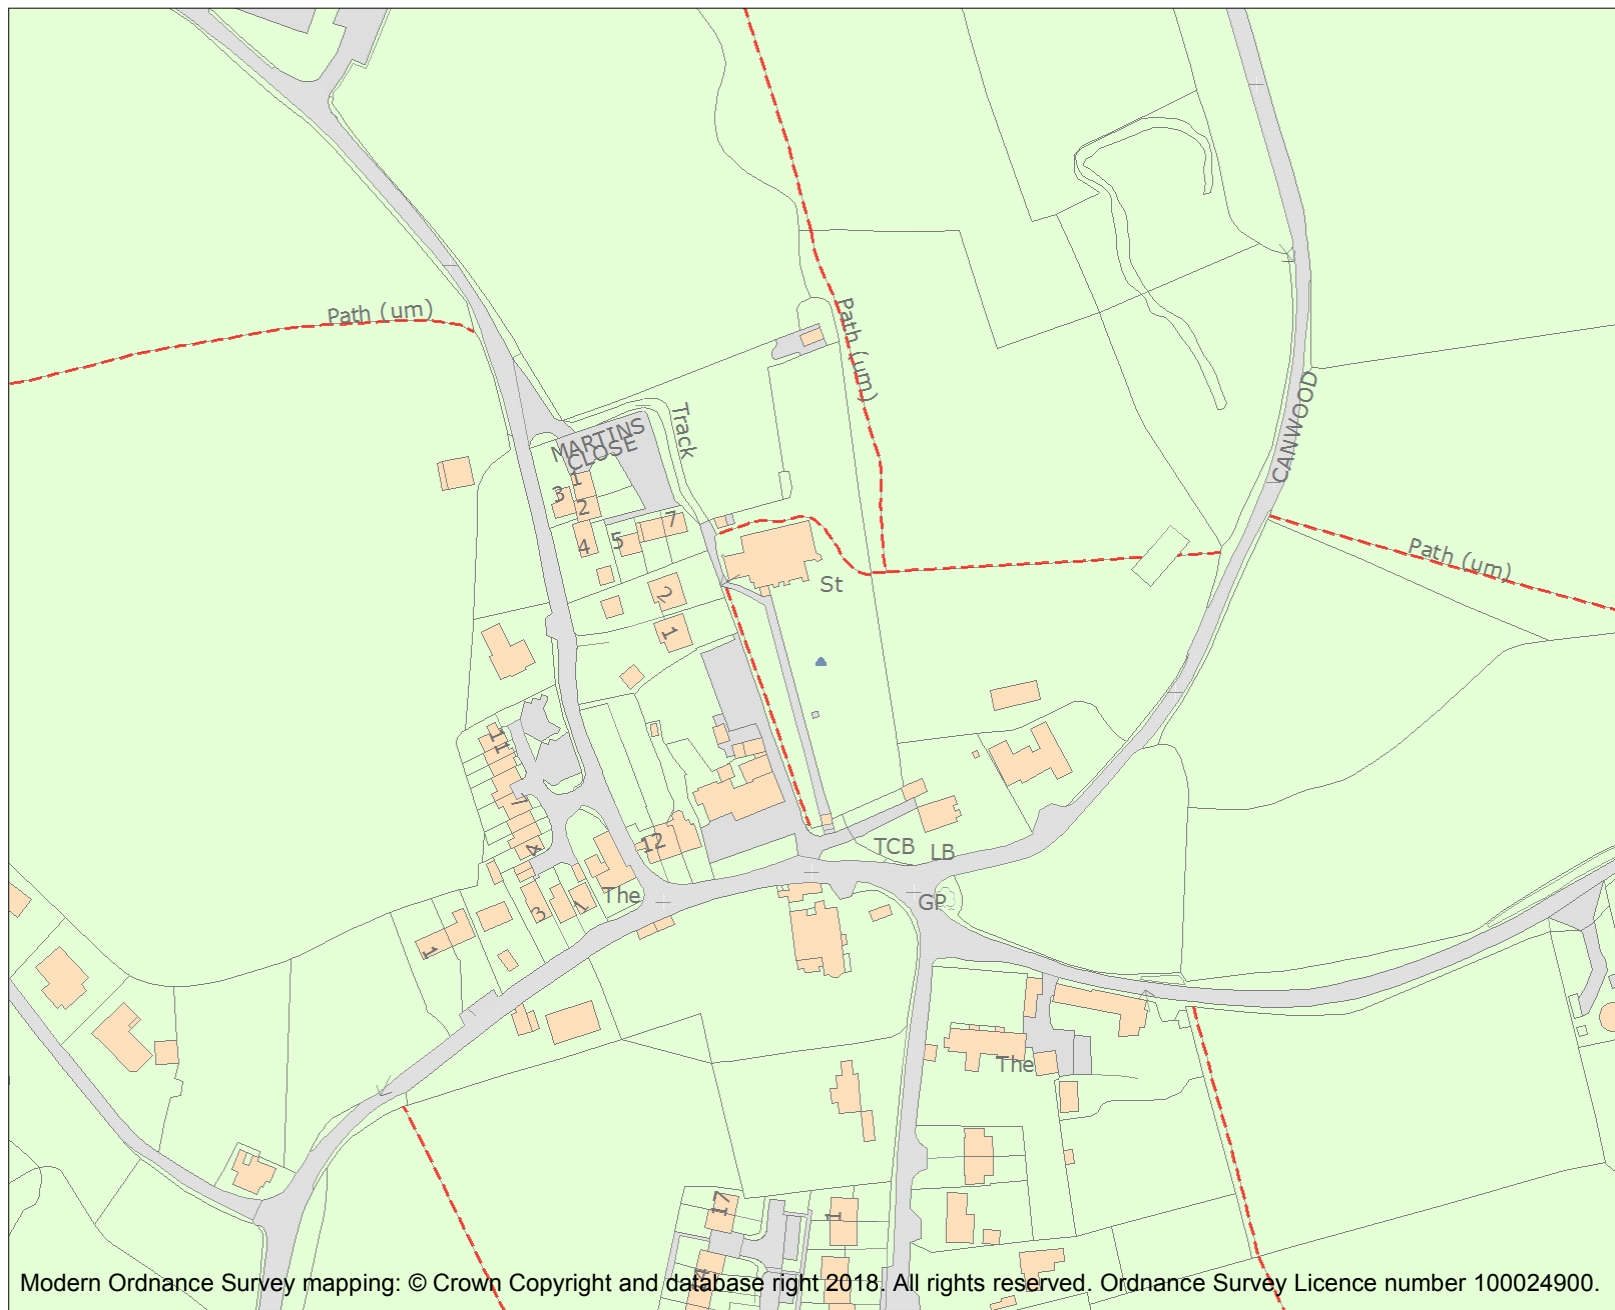 Path (um)
Path (um)
Track
MARTINS
CLOSE
CANWOOD
1
3
2
7
4
5
Path (um)
St
2
1
11
7
12
4
TCB
LB
The
GP
3
1
1
The
17
1
Modern Ordnance Survey mapping: © Crown Copyright and database right 2018. All rights reserved. Ordnance Survey Licence number 100024900.